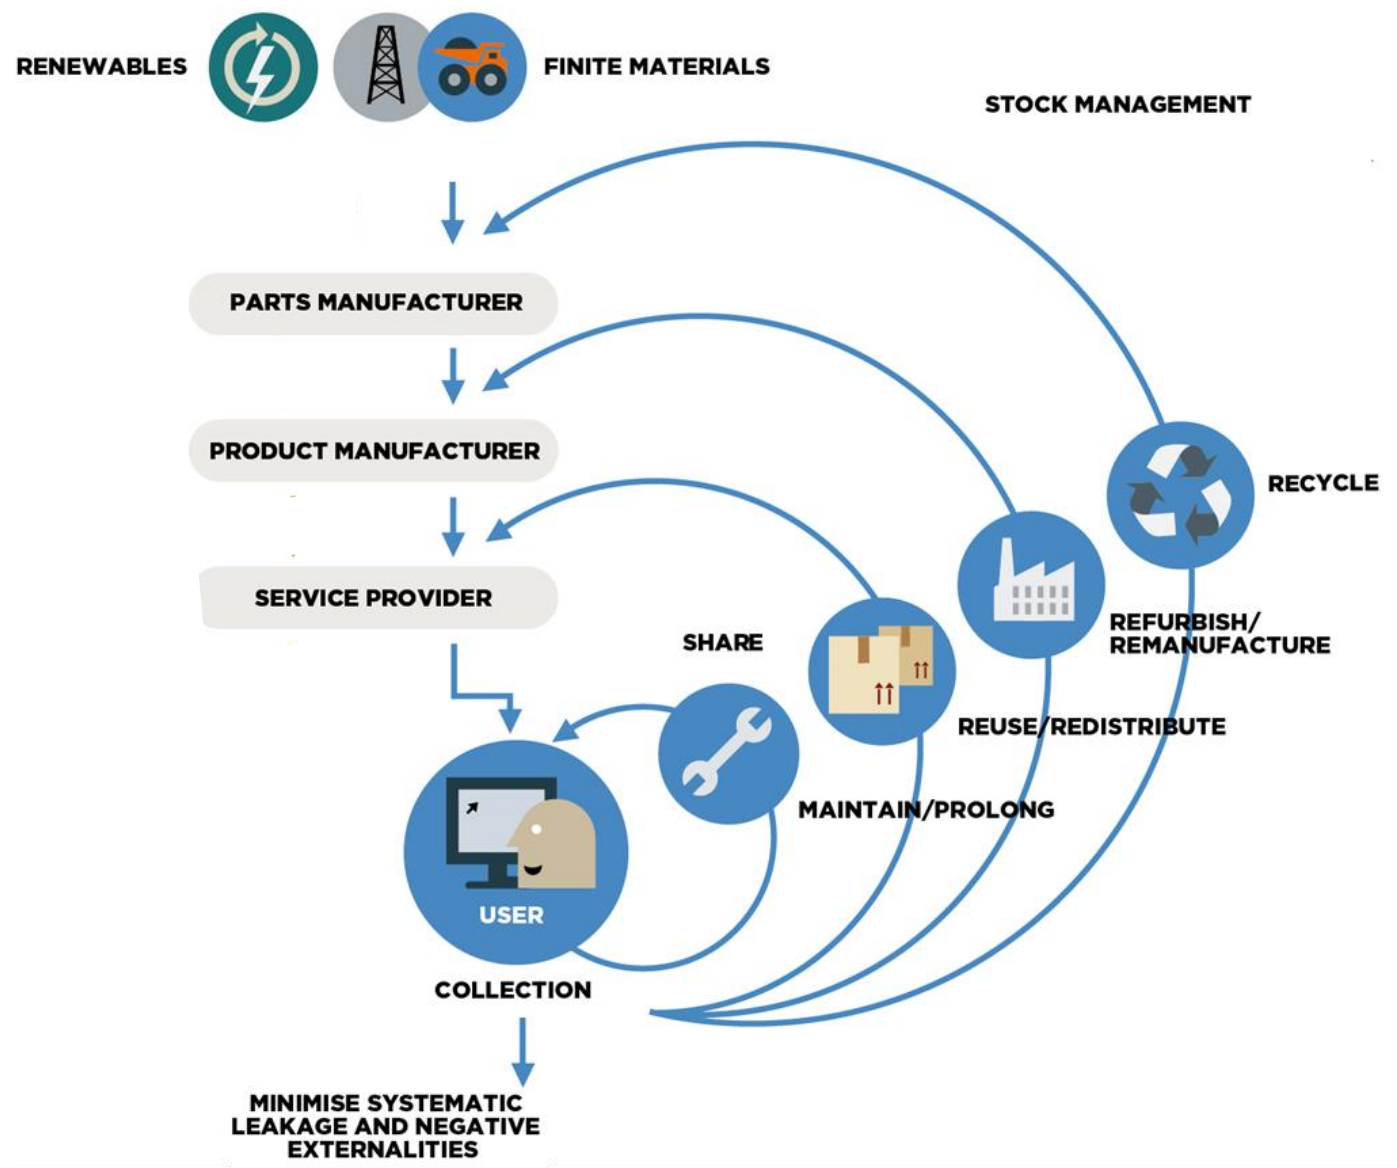 RENEWABLES
FINITE MATERIALS
STOCK MANAGEMENT
PARTS MANUFACTURER
PRODUCT MANUFACTURER
RECYCLE
SERVICE PROVIDER
REFURBISH/
REMANUFACTURE
SHARE
REUSE/REDISTRIBUTE
MAINTAIN/PROLONG
USER
COLLECTION
MINIMISE SYSTEMATIC
LEAKAGE AND NEGATIVE
EXTERNALITIES